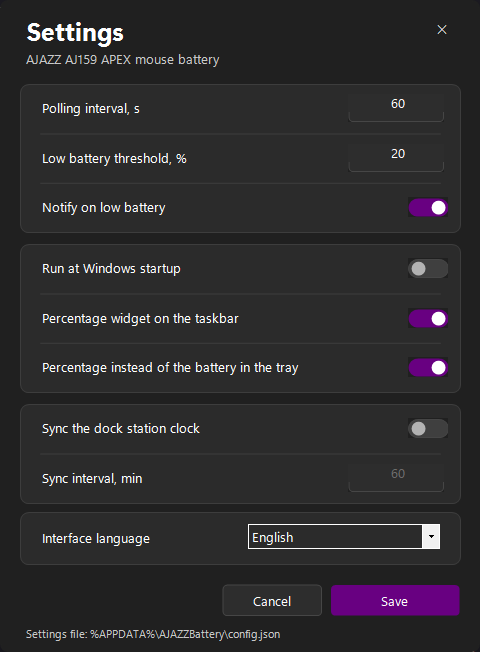 Settings
AJAZZ AJ159 APEX mouse battery
Polling interval, s
60
Low battery threshold, %
20
Notify on low battery
Run at Windows startup
Percentage widget on the taskbar
Percentage instead of the battery in the tray
Sync the dock station clock
Sync interval, min
60
Interface language
English
Cancel
Save
Settings file: %APPDATA%\AJAZZBattery\config.json